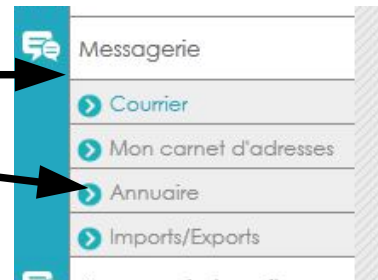 Messagerie
Courrier
Mon carnet d'adresses
Annuaire
Imports/Exports